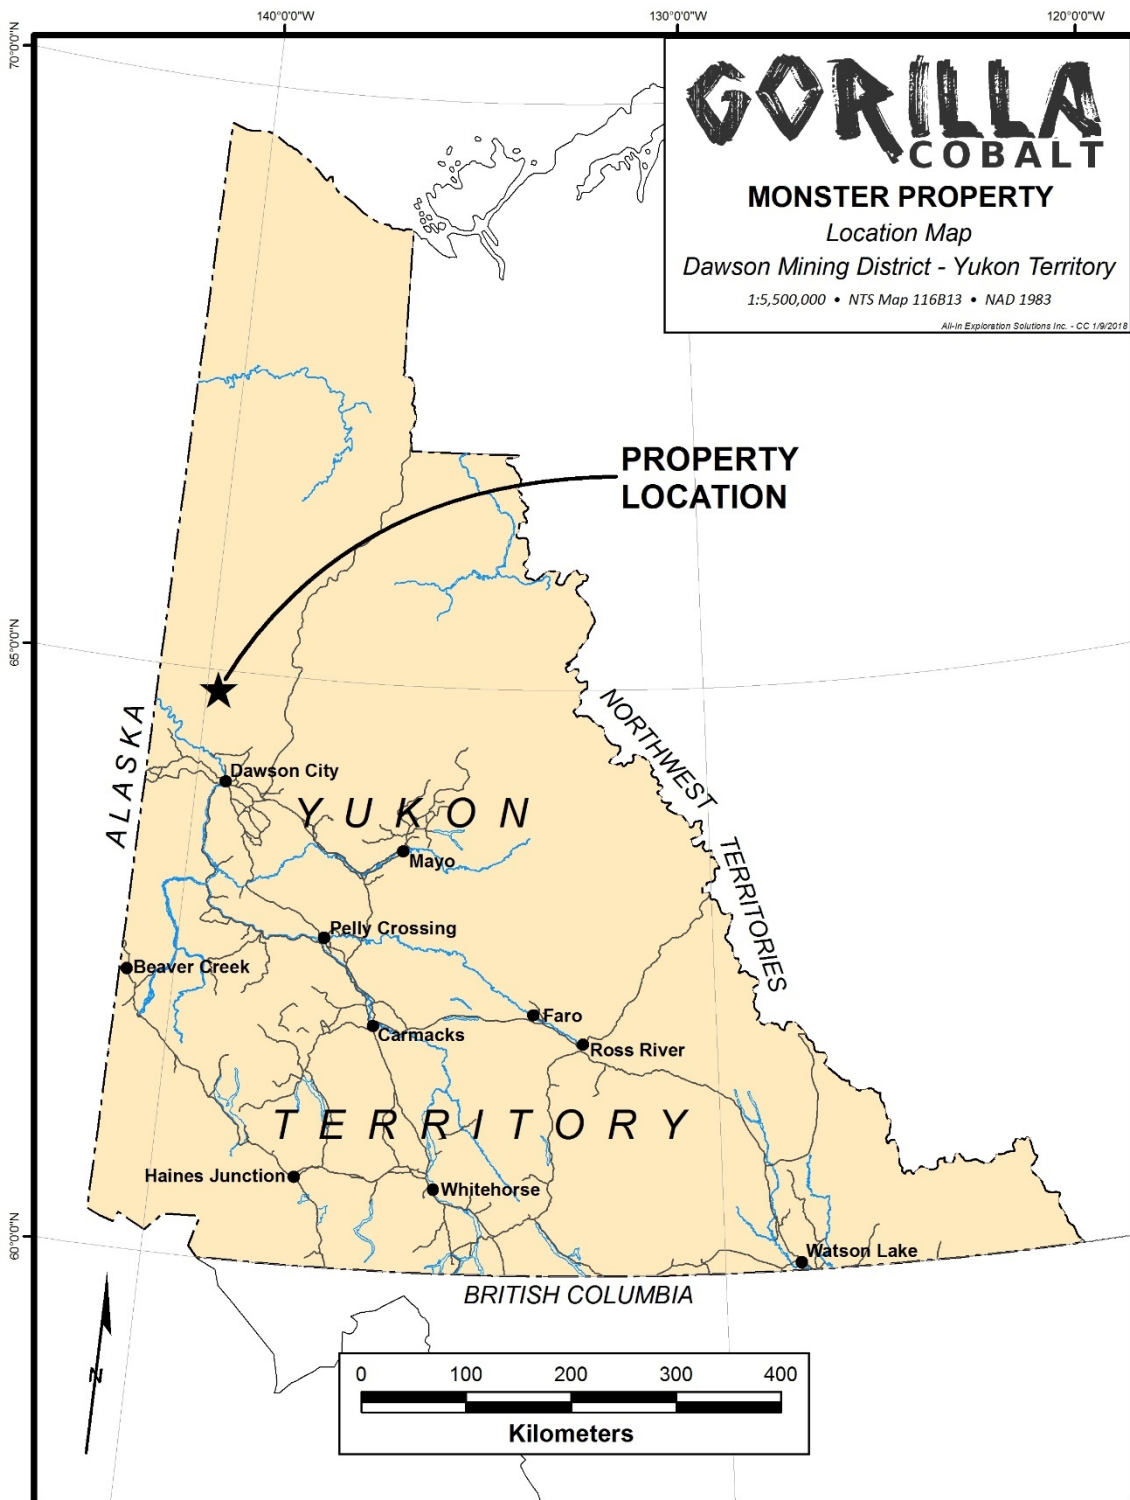 140°0'0"W
130°0'0"W
120°0'0"W
70°0'0"N
GORILLA
COBALT
MONSTER PROPERTY
Location Map
Dawson Mining District - Yukon Territory
1:5,500,000 • NTS Map 116B13 • NAD 1983
All-In Exploration Solutions Inc. - CC 1/9/2018
PROPERTY
LOCATION
65°0'0"N
ALASKA
NORTHWEST
TERRITORIES
Dawson City
YUKON
Mayo
Pelly Crossing
Beaver Creek
Faro
Carmacks
Ross River
TERRITORY
Haines Junction
Whitehorse
60°0'0"N
Watson Lake
BRITISH COLUMBIA
N
0 100 200 300 400
Kilometers